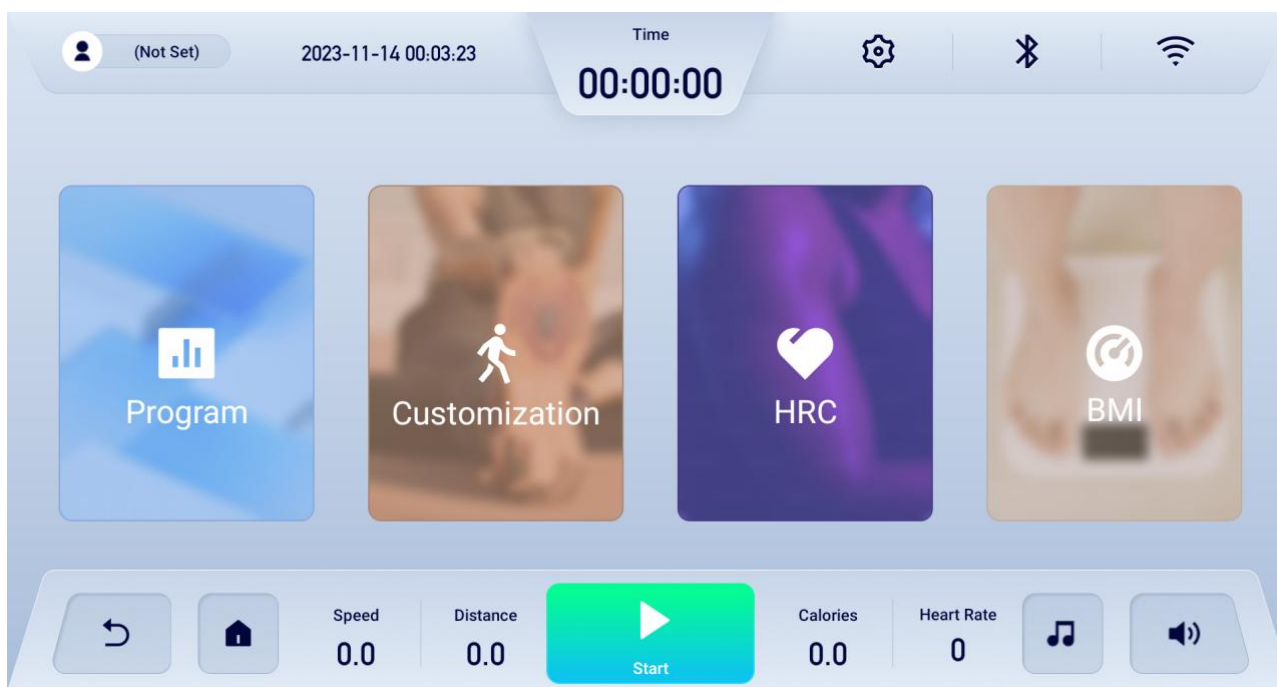 (Not Set)
2023-11-14 00:03:23
Time
00:00:00
Program
Customization
HRC
BMI
Speed
0.0
Distance
0.0
Start
Calories
0.0
Heart Rate
0